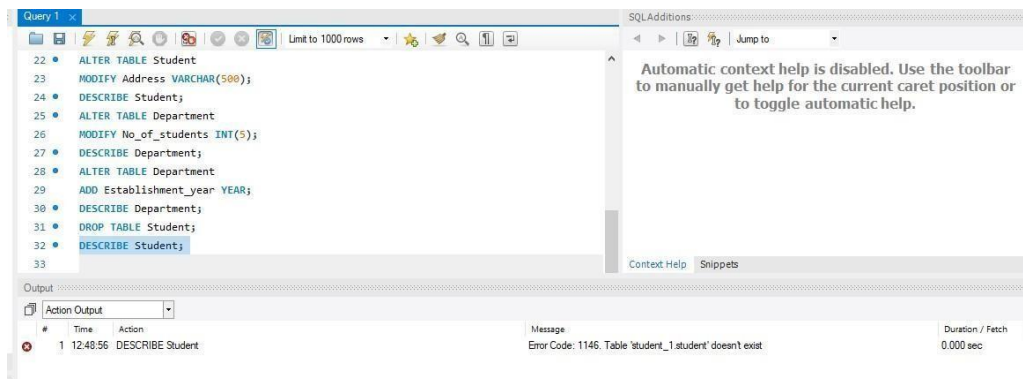 Query 1
SQLAdditions
Limit to 1000 rows
Jump to
22 ALTER TABLE Student
23 MODIFY Address VARCHAR(500);
24 DESCRIBE Student;
25 ALTER TABLE Department
26 MODIFY No_of_students INT(5);
27 DESCRIBE Department;
28 ALTER TABLE Department
29 ADD Establishment_year YEAR;
30 DESCRIBE Department;
31 DROP TABLE Student;
32 DESCRIBE Student;
33
Automatic context help is disabled. Use the toolbar
to manually get help for the current caret position or
to toggle automatic help.
Context Help Snippets
Output
Action Output
# Time Action Message Duration / Fetch
1 12:48:56 DESCRIBE Student Error Code: 1146. Table 'student_1.student' doesn't exist 0.000 sec